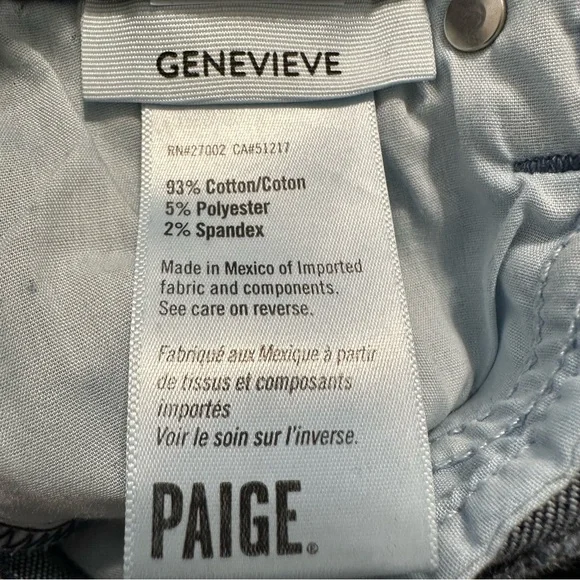 GENEVIEVE
RN#27002 CA#51217
93% Cotton/Coton
5% Polyester
2% Spandex
Made in Mexico of Imported
fabric and components.
See care on reverse.
Fabriqué aux Mexique à partir
de tissus et composants
importés
Voir le soin sur l'inverse.
PAIGE®